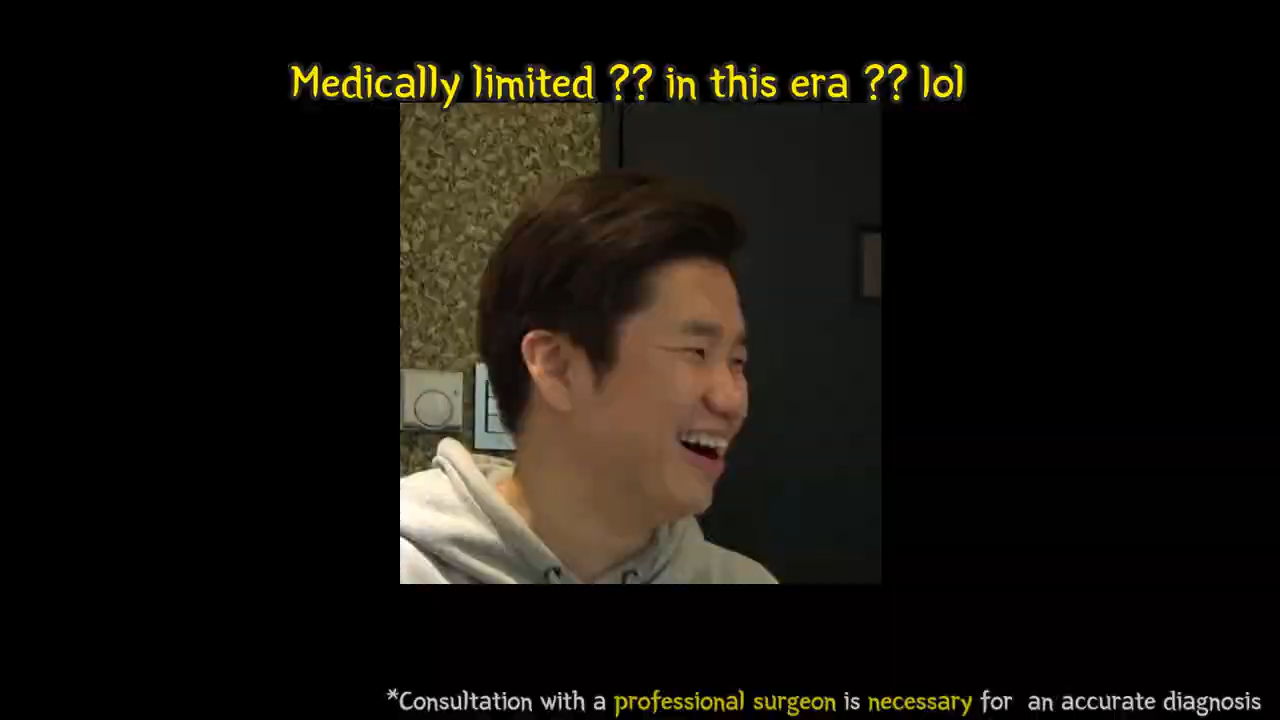 Medically limited ?? in this era ?? lol
*Consultation with a professional surgeon is necessary for an accurate diagnosis